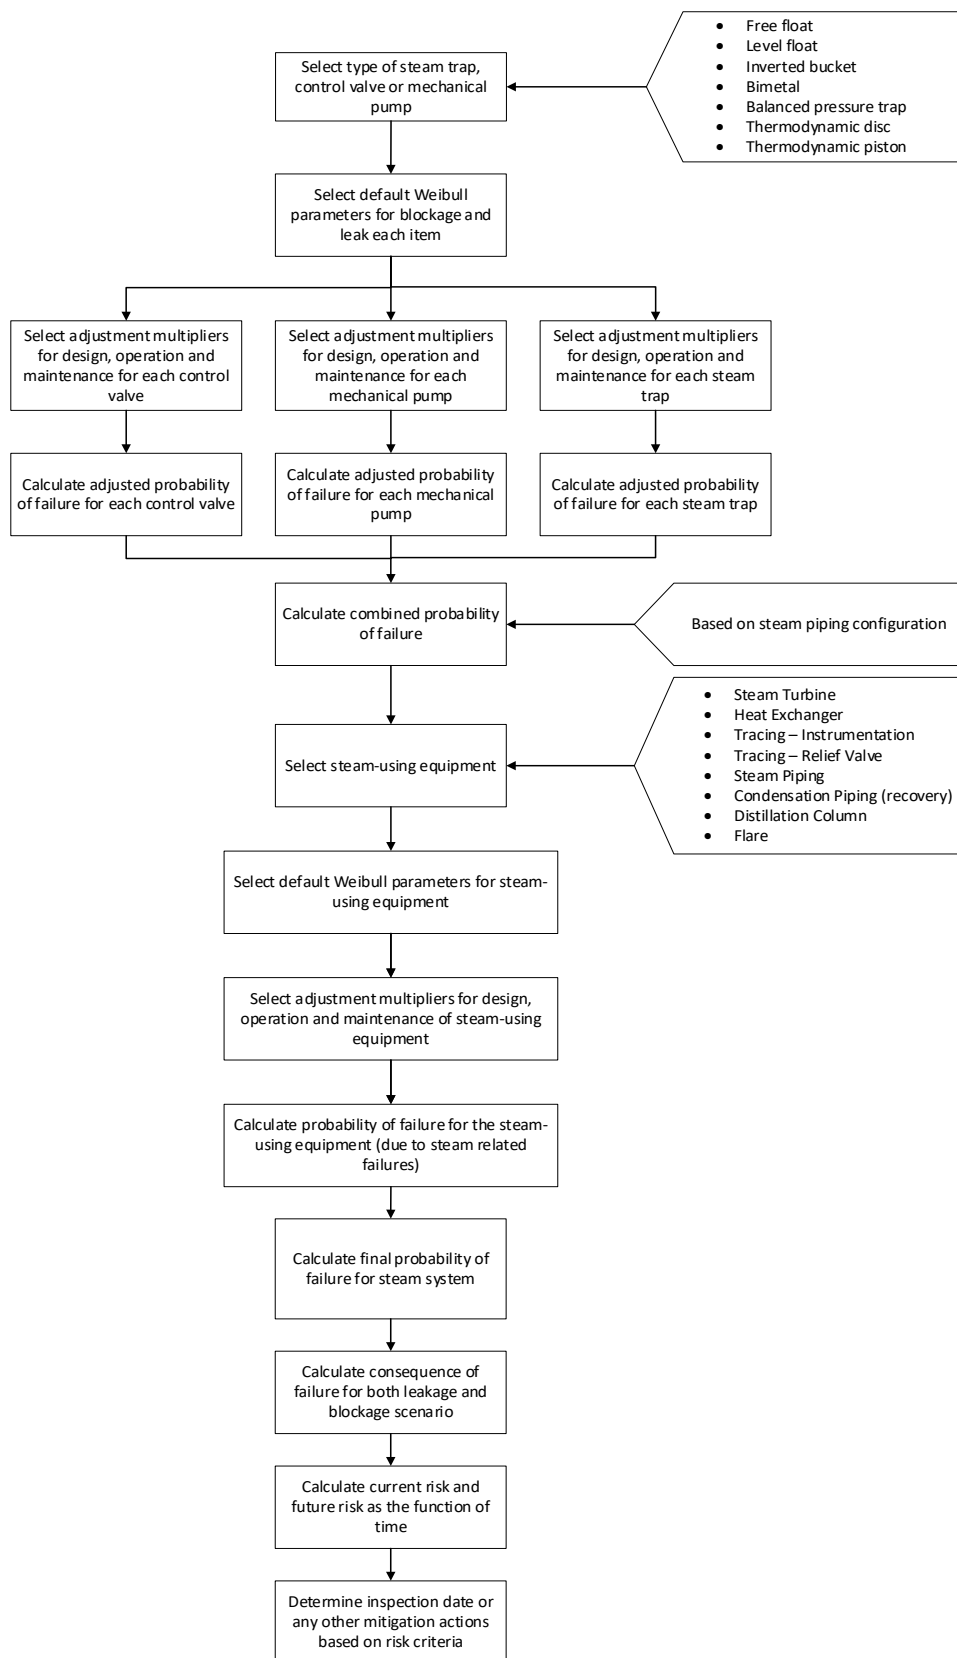 Select type of steam trap,
control valve or mechanical
pump
• Free float
• Level float
• Inverted bucket
• Bimetal
• Balanced pressure trap
• Thermodynamic disc
• Thermodynamic piston
Select default Weibull
parameters for blockage and
leak each item
Select adjustment multipliers
for design, operation and
maintenance for each control
valve
Select adjustment multipliers
for design, operation and
maintenance for each
mechanical pump
Select adjustment multipliers
for design, operation and
maintenance for each steam
trap
Calculate adjusted probability
of failure for each control valve
Calculate adjusted probability
of failure for each mechanical
pump
Calculate adjusted probability
of failure for each steam trap
Calculate combined probability
of failure
Based on steam piping configuration
Select steam-using equipment
• Steam Turbine
• Heat Exchanger
• Tracing – Instrumentation
• Tracing – Relief Valve
• Steam Piping
• Condensation Piping (recovery)
• Distillation Column
• Flare
Select default Weibull parameters for steam-
using equipment
Select adjustment multipliers for design,
operation and maintenance of steam-using
equipment
Calculate probability of failure for the steam-
using equipment (due to steam related
failures)
Calculate final probability of
failure for steam system
Calculate consequence of
failure for both leakage and
blockage scenario
Calculate current risk and
future risk as the function of
time
Determine inspection date or
any other mitigation actions
based on risk criteria